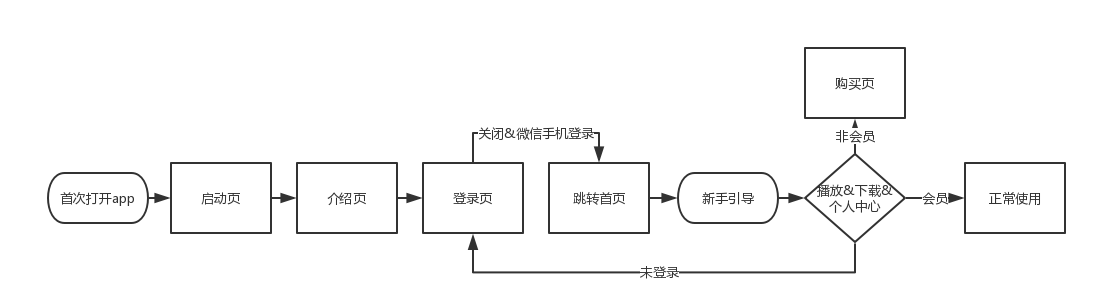 购买页
关闭&微信手机登录
非会员
首次打开app
启动页
介绍页
登录页
跳转首页
新手引导
播放&下载&
个人中心
会员
正常使用
未登录